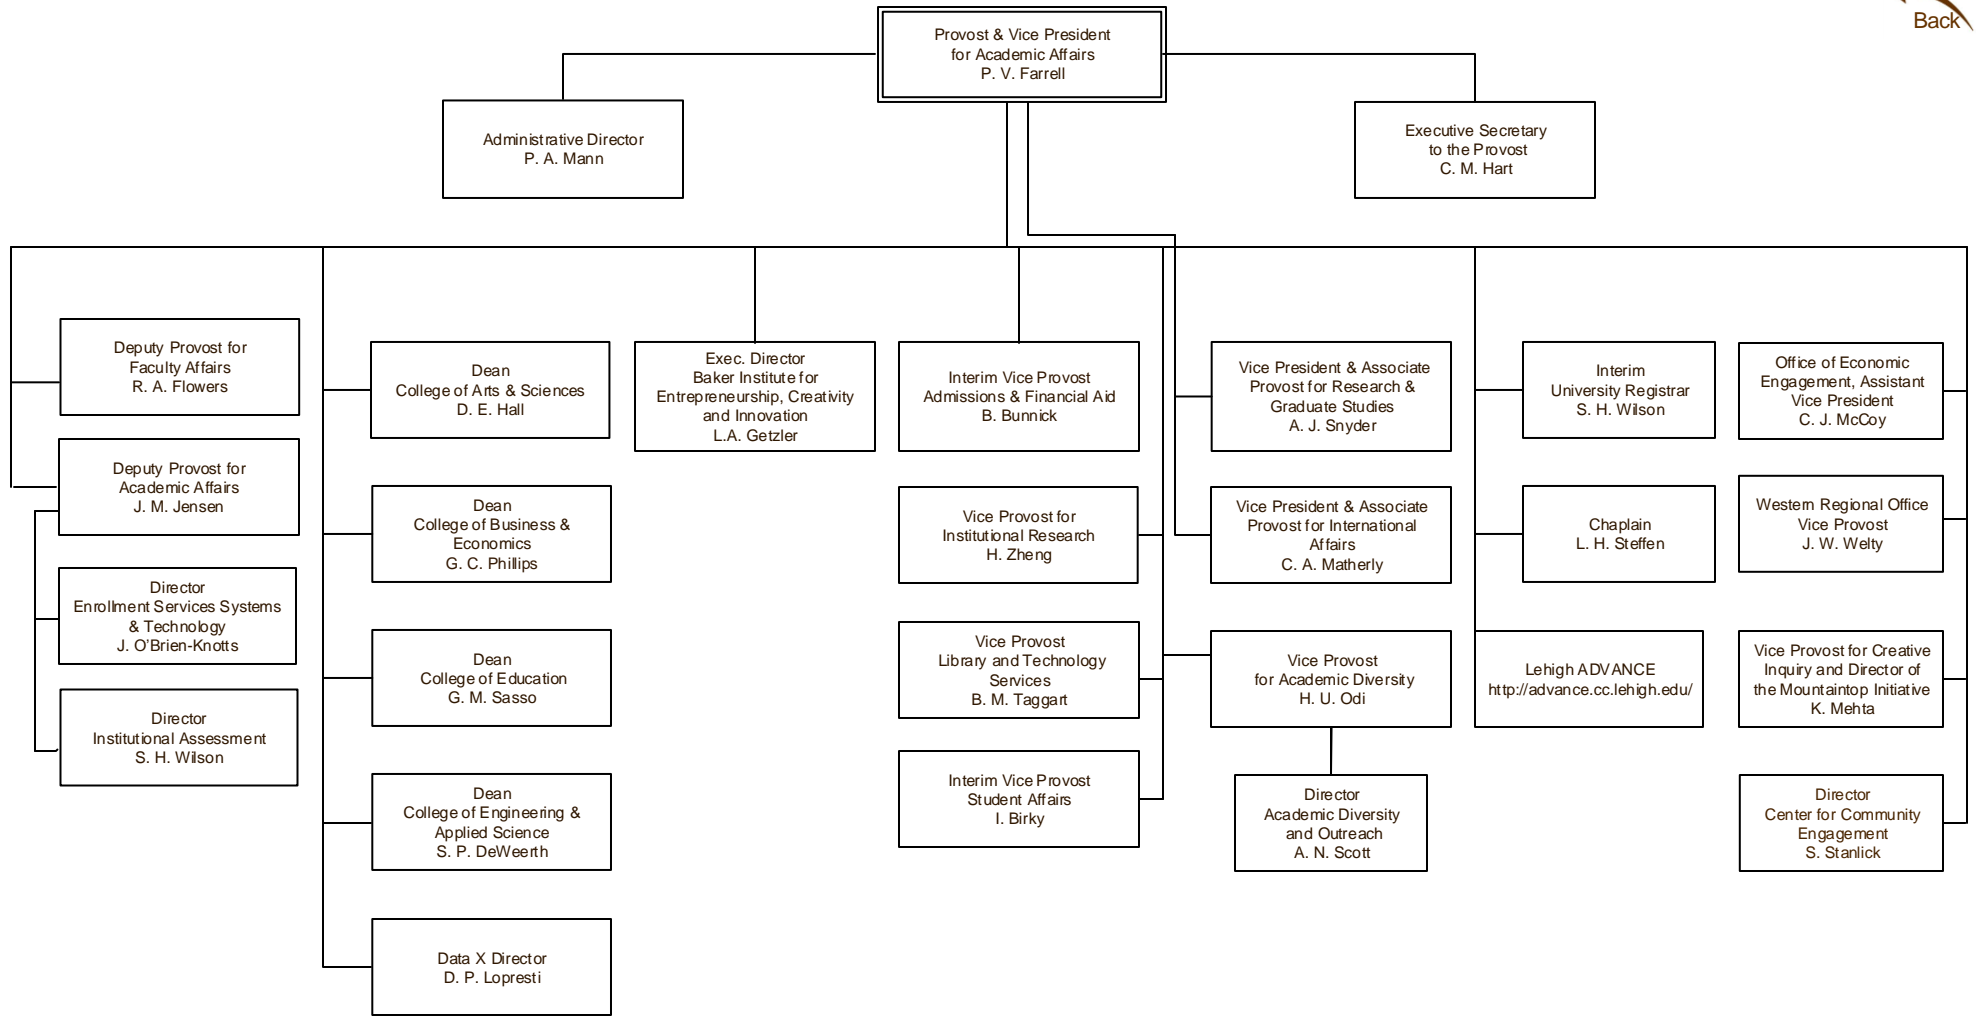 Back
Provost & Vice President
for Academic Affairs
P. V. Farrell
Administrative Director
P. A. Mann
Executive Secretary
to the Provost
C. M. Hart
Deputy Provost for
Faculty Affairs
R. A. Flowers
Deputy Provost for
Academic Affairs
J. M. Jensen
Director
Enrollment Services Systems
& Technology
J. O'Brien-Knotts
Director
Institutional Assessment
S. H. Wilson
Dean
College of Arts & Sciences
D. E. Hall
Dean
College of Business &
Economics
G. C. Phillips
Dean
College of Education
G. M. Sasso
Dean
College of Engineering &
Applied Science
S. P. DeWeerth
Data X Director
D. P. Lopresti
Exec. Director
Baker Institute for
Entrepreneurship, Creativity
and Innovation
L.A. Getzler
Interim Vice Provost
Admissions & Financial Aid
B. Bunnick
Vice Provost for
Institutional Research
H. Zheng
Vice Provost
Library and Technology
Services
B. M. Taggart
Interim Vice Provost
Student Affairs
I. Birky
Vice President & Associate
Provost for Research &
Graduate Studies
A. J. Snyder
Vice President & Associate
Provost for International
Affairs
C. A. Matherly
Vice Provost
for Academic Diversity
H. U. Odi
Director
Academic Diversity
and Outreach
A. N. Scott
Interim
University Registrar
S. H. Wilson
Chaplain
L. H. Steffen
Lehigh ADVANCE
http://advance.cc.lehigh.edu/
Office of Economic
Engagement, Assistant
Vice President
C. J. McCoy
Western Regional Office
Vice Provost
J. W. Welty
Vice Provost for Creative
Inquiry and Director of
the Mountaintop Initiative
K. Mehta
Director
Center for Community
Engagement
S. Stanlick